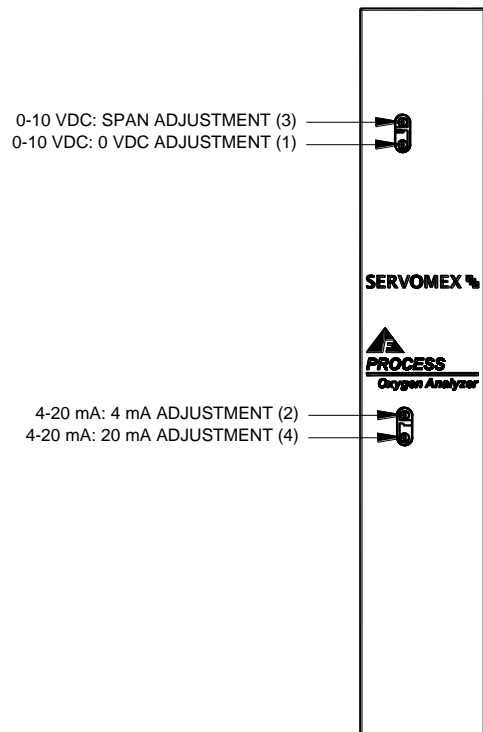 0-10 VDC: SPAN ADJUSTMENT (3)
0-10 VDC: 0 VDC ADJUSTMENT (1)
SERVOMEX
PROCESS
Oxygen Analyzer
4-20 mA: 4 mA ADJUSTMENT (2)
4-20 mA: 20 mA ADJUSTMENT (4)